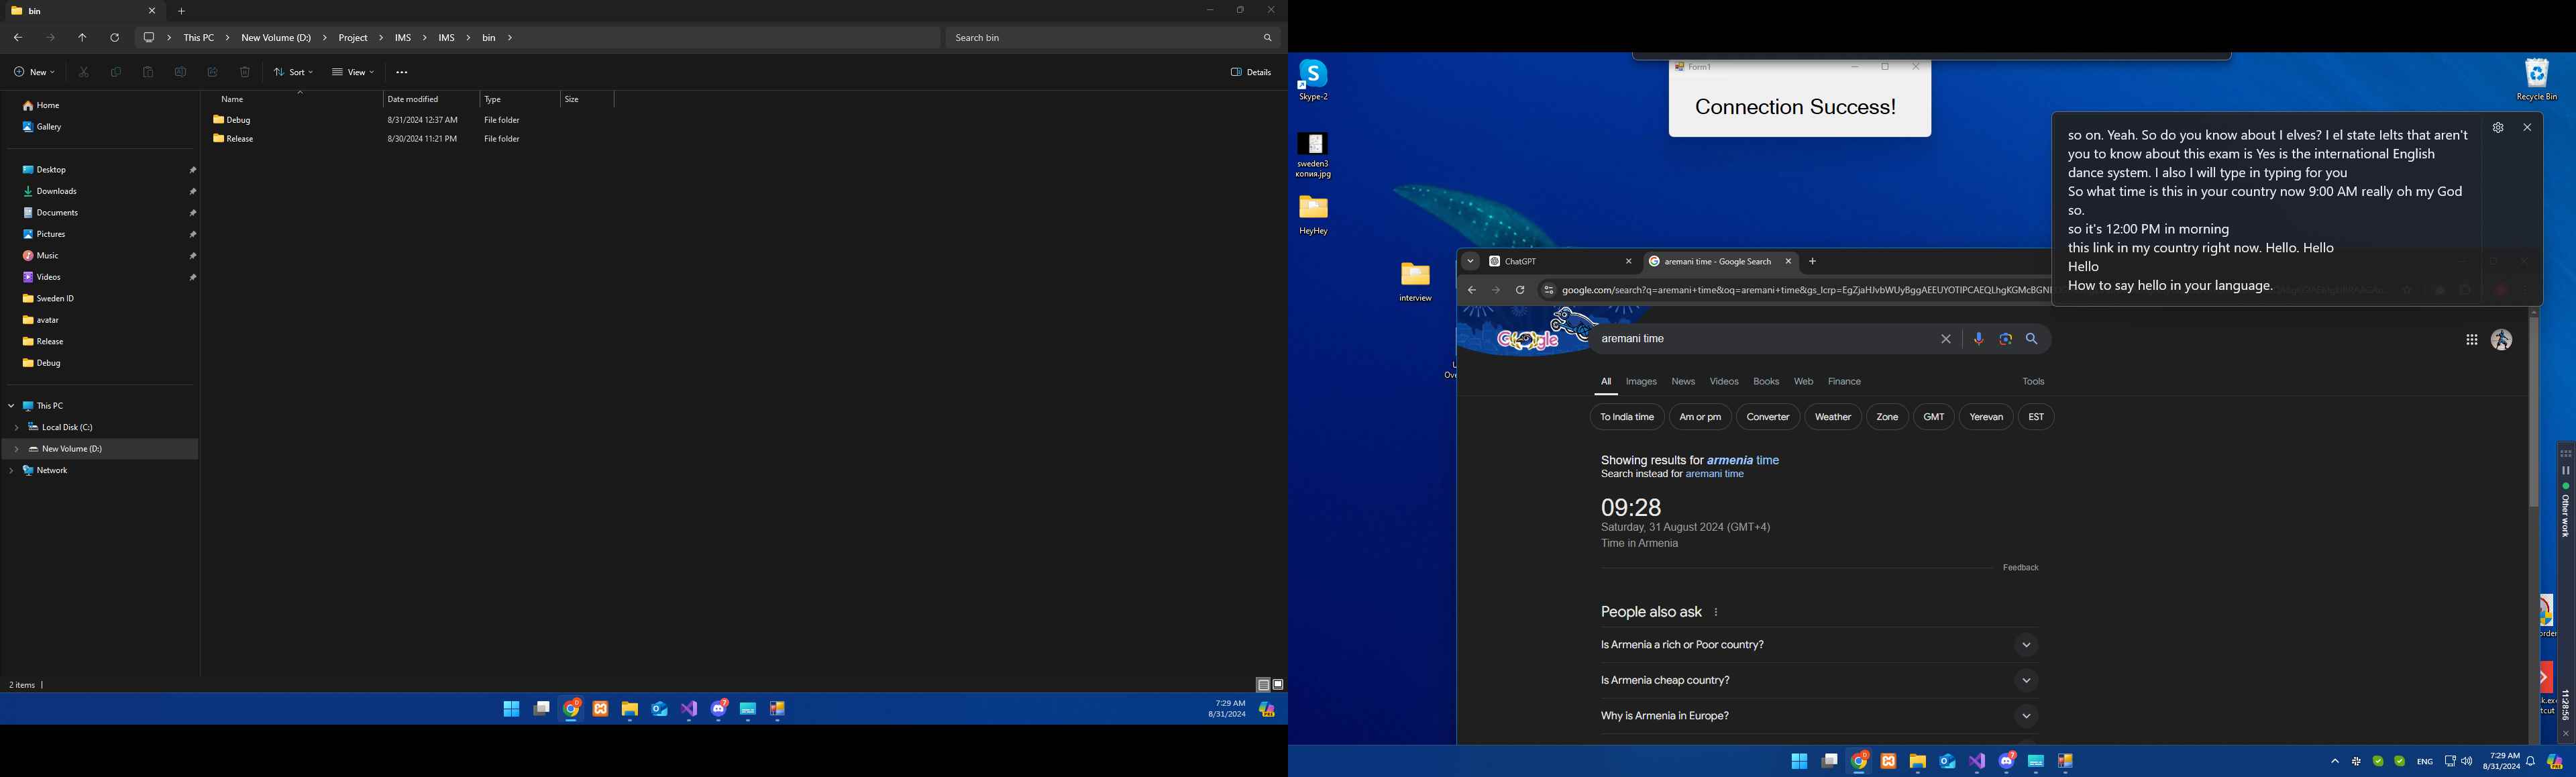 bin
This PC
New Volume (D:)
Project
IMS
IMS
bin
Search bin
New
Sort
View
Details
Name
Date modified
Type
Size
Debug
8/31/2024 12:37 AM
File folder
Release
8/30/2024 11:21 PM
File folder
Home
Gallery
Desktop
Downloads
Documents
Pictures
Music
Videos
Sweden ID
avatar
Release
Debug
This PC
Local Disk (C:)
New Volume (D:)
Network
2 items
7:29 AM
8/31/2024
Skype-2
sweden3
копия.jpg
HeyHey
interview
Form1
Connection Success!
Recycle Bin
so on. Yeah. So do you know about I elves? I el state Ielts that aren't
you to know about this exam is Yes is the international English
dance system. I also I will type in typing for you
So what time is this in your country now 9:00 AM really oh my God
so.
so it's 12:00 PM in morning
this link in my country right now. Hello. Hello
Hello
How to say hello in your language.
ChatGPT
aremani time - Google Search
google.com/search?q=aremani+time&oq=aremani+time&gs_lcrp=EgZjaHJvbWUyBggAEEUYOTIPCAEQLhgKGMcBGN
aremani time
All
Images
News
Videos
Books
Web
Finance
Tools
To India time
Am or pm
Converter
Weather
Zone
GMT
Yerevan
EST
Showing results for armenia time
Search instead for aremani time
09:28
Saturday, 31 August 2024 (GMT+4)
Time in Armenia
Feedback
People also ask
Is Armenia a rich or Poor country?
Is Armenia cheap country?
Why is Armenia in Europe?
Other work
11:28:56
ENG
7:29 AM
8/31/2024